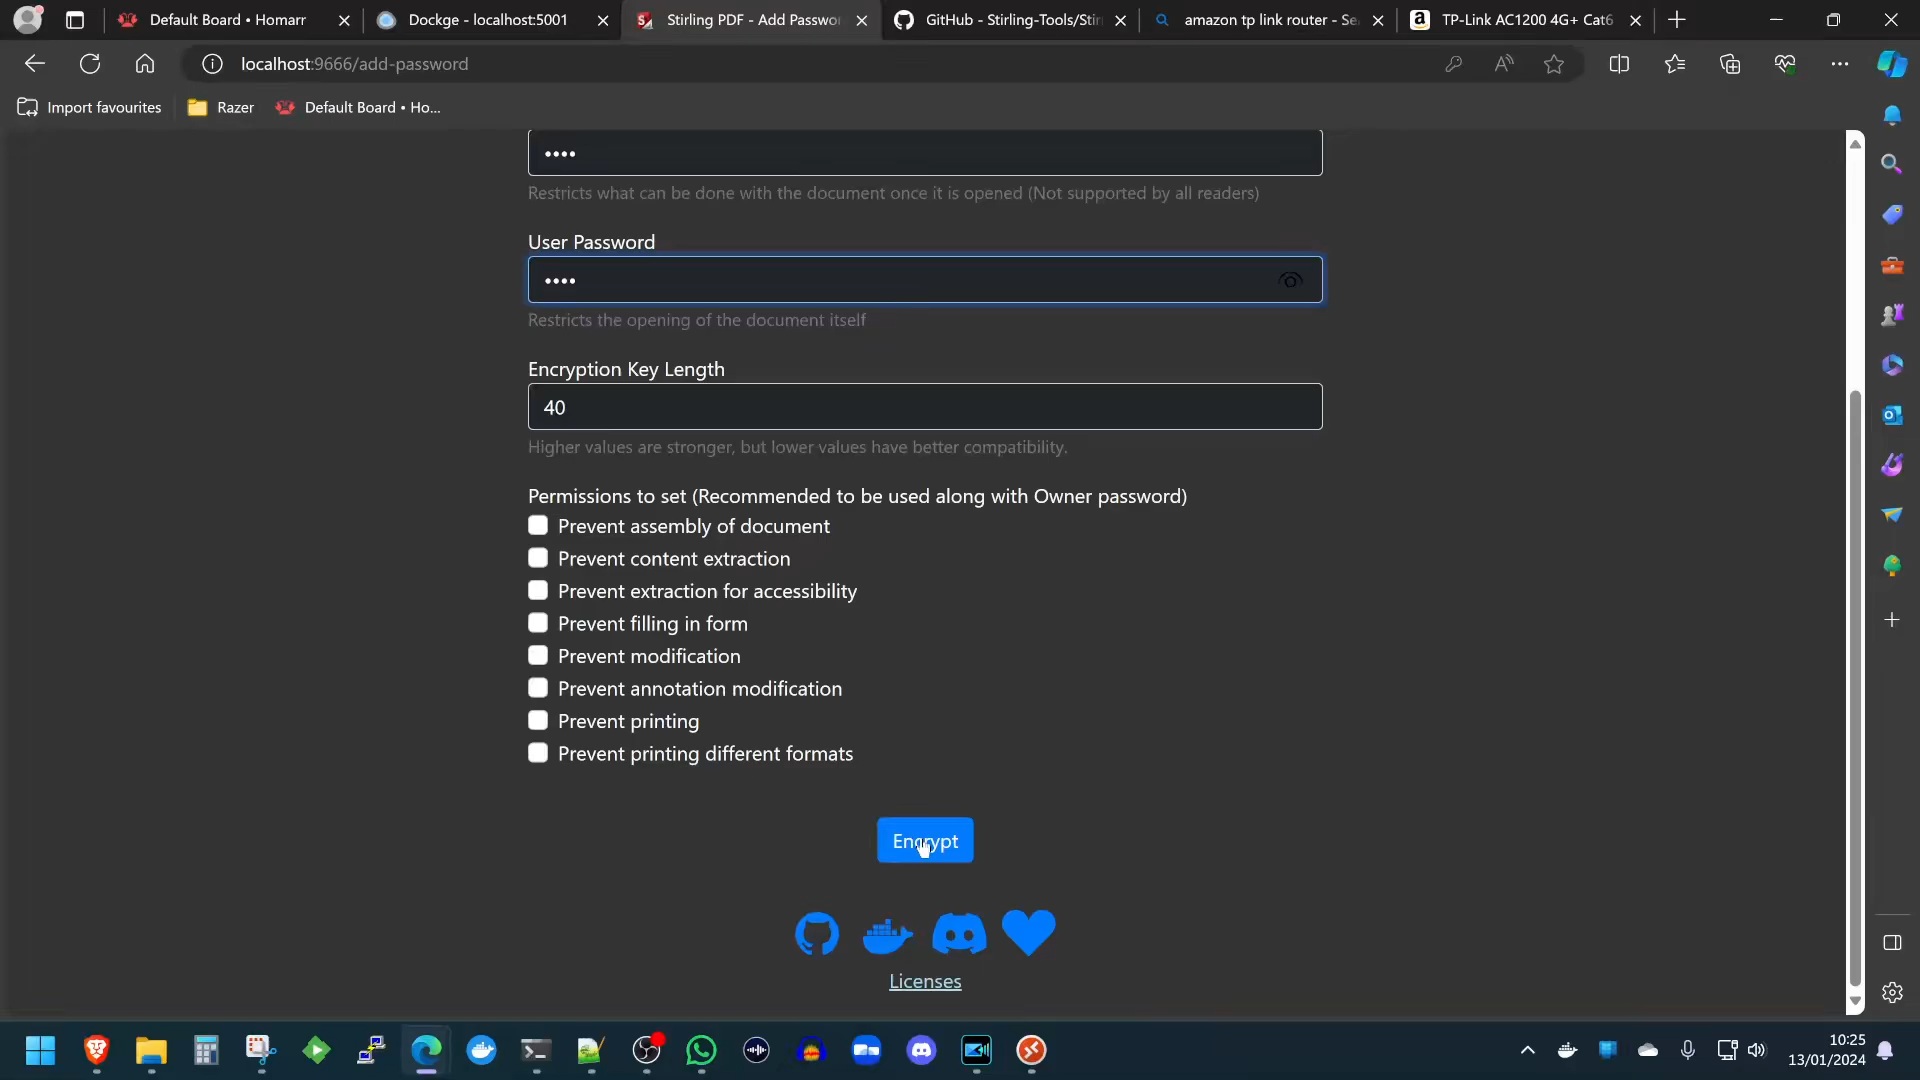 Default Board • Homarr
Dockge - localhost:5001
Stirling PDF - Add Passwor
GitHub - Stirling-Tools/Stir
amazon tp link router - Se
TP-Link AC1200 4G+ Cat6
localhost:9666/add-password
Import favourites
Razer
Default Board • Ho...
••••
Restricts what can be done with the document once it is opened (Not supported by all readers)
User Password
••••
Restricts the opening of the document itself
Encryption Key Length
40
Higher values are stronger, but lower values have better compatibility.
Permissions to set (Recommended to be used along with Owner password)
Prevent assembly of document
Prevent content extraction
Prevent extraction for accessibility
Prevent filling in form
Prevent modification
Prevent annotation modification
Prevent printing
Prevent printing different formats
Encrypt
Licenses
10:25
13/01/2024